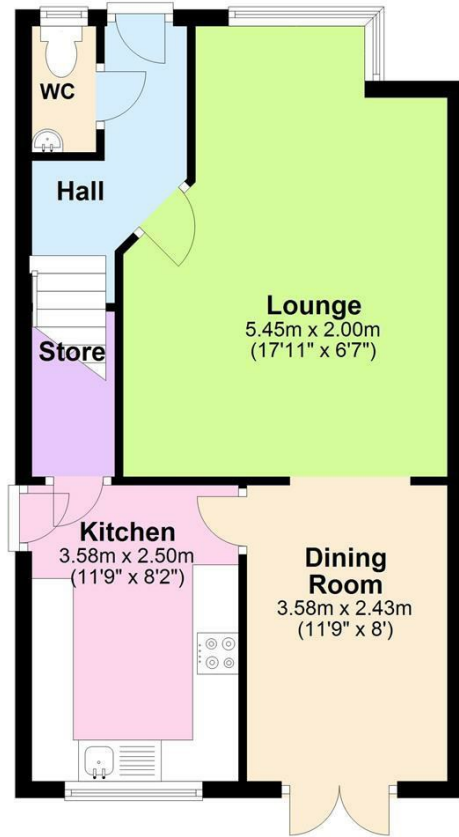 WC
Hall
Lounge
5.45m x 2.00m
(17'11" x 6'7")
Store
Kitchen
3.58m x 2.50m
(11'9" x 8'2")
Dining
Room
3.58m x 2.43m
(11'9" x 8')